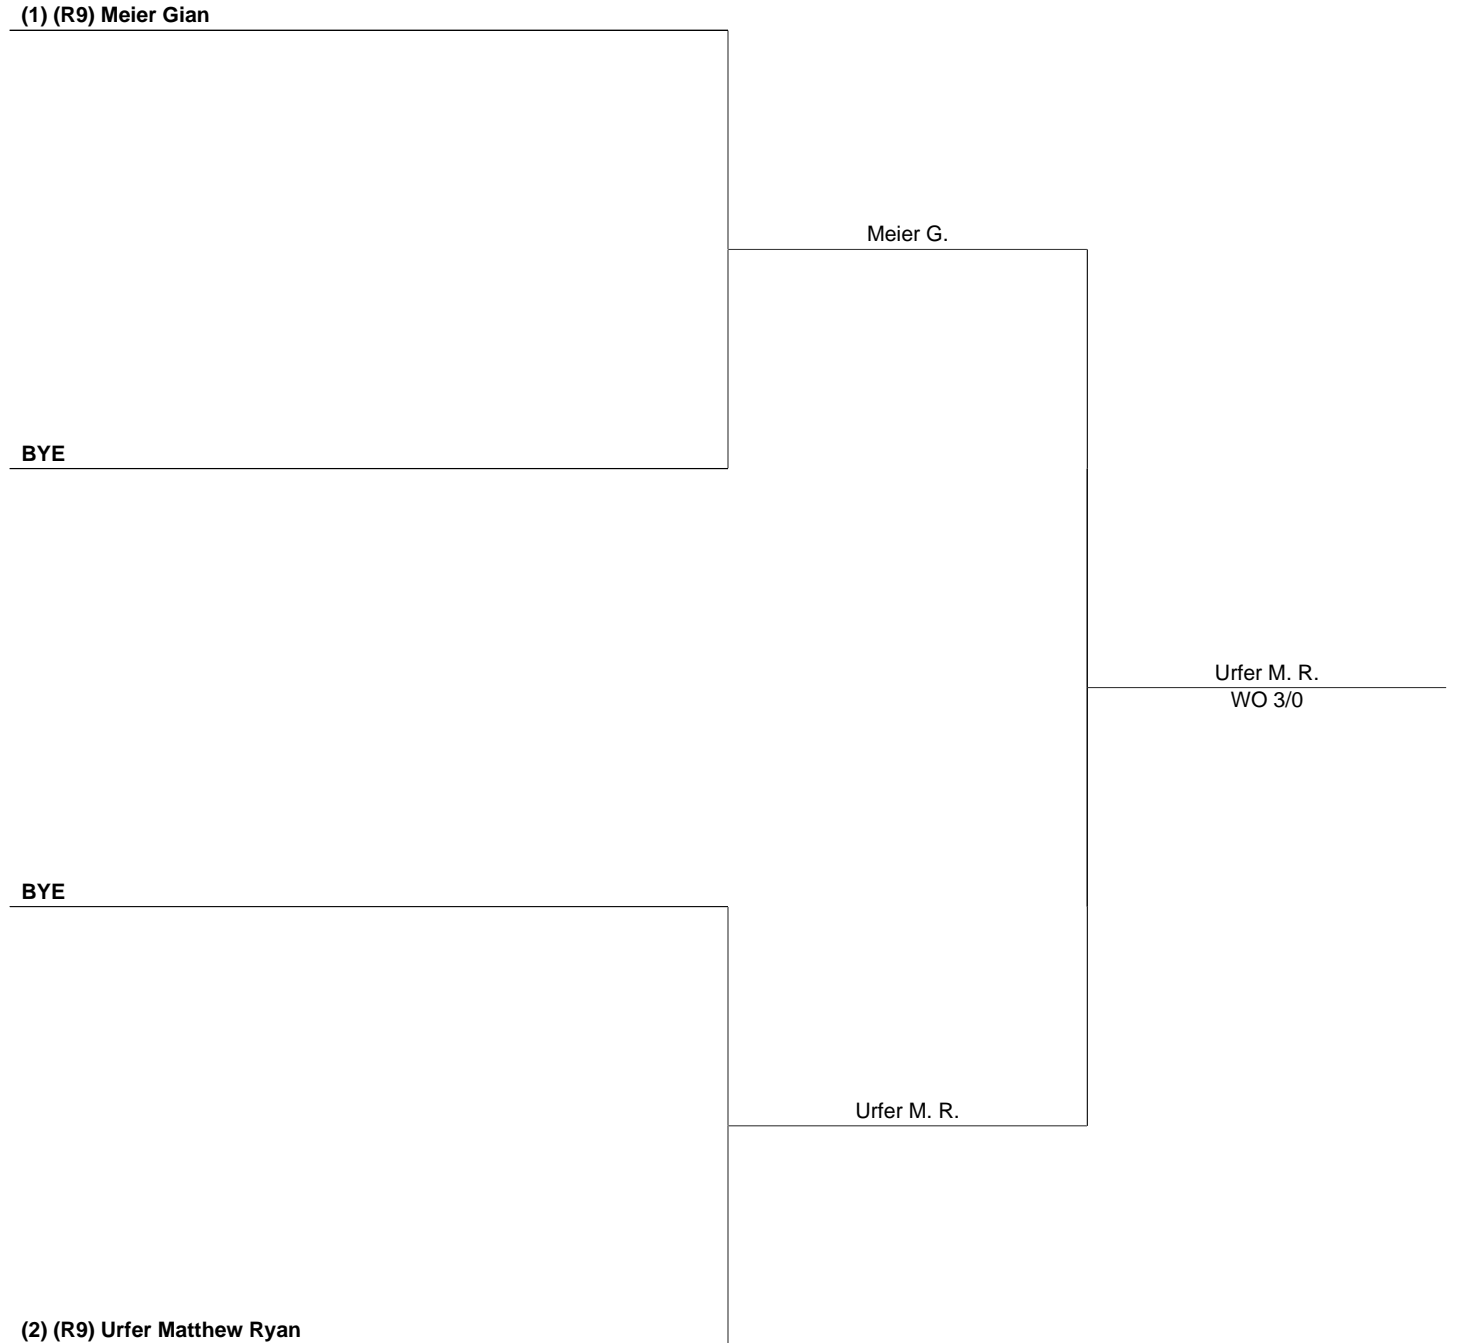 (1) (R9) Meier Gian
Meier G.
BYE
Urfer M. R.
WO 3/0
BYE
Urfer M. R.
(2) (R9) Urfer Matthew Ryan